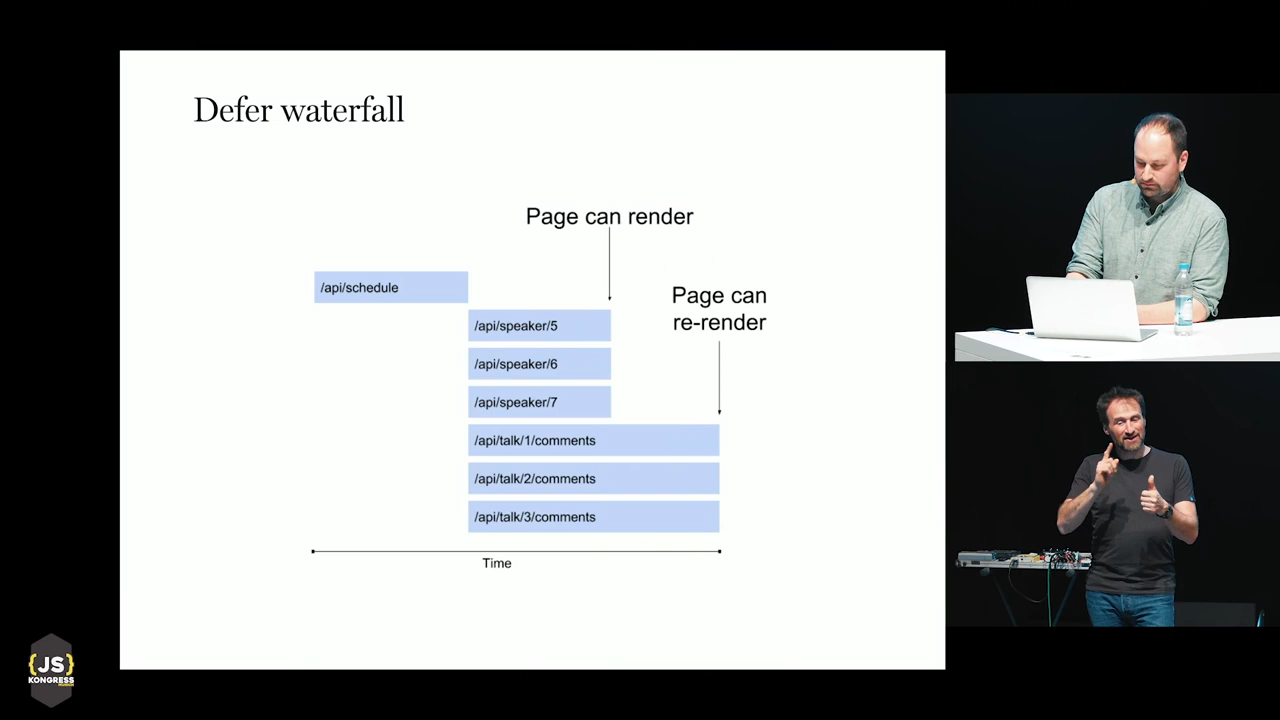 Defer waterfall
Page can render
Page can
re-render
/api/schedule
/api/speaker/5
/api/speaker/6
/api/speaker/7
/api/talk/1/comments
/api/talk/2/comments
/api/talk/3/comments
Time
{JS}
KONGRESS